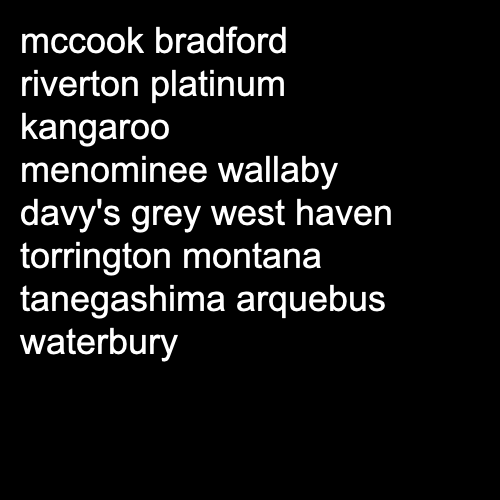 mccook bradford
riverton platinum
kangaroo
menominee wallaby
davy's grey west haven
torrington montana
tanegashima arquebus
waterbury